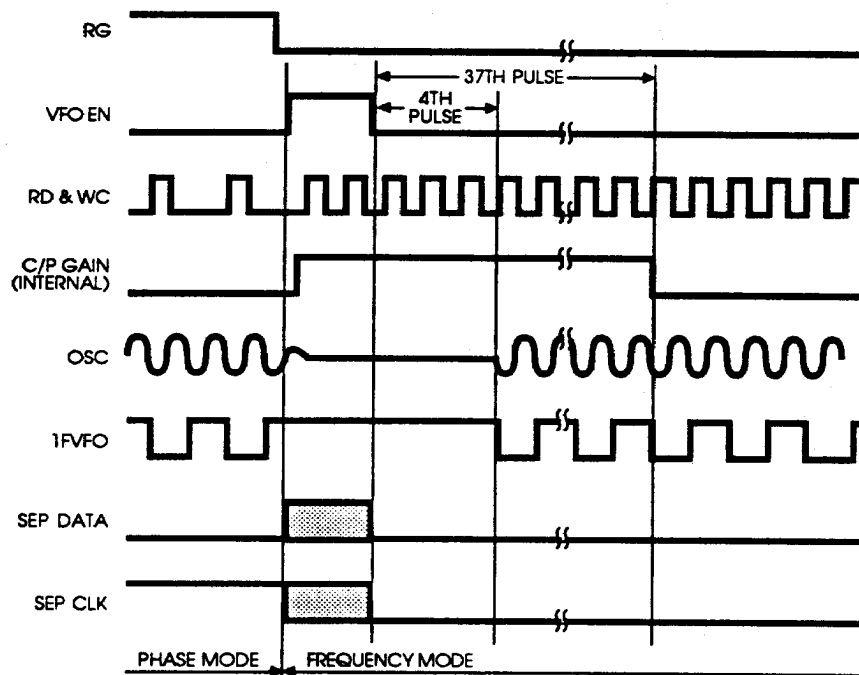 RG
37TH PULSE
4TH
PULSE
VFO EN
RD & WC
C/P GAIN
(INTERNAL)
OSC
1FVFO
SEP DATA
SEP CLK
PHASE MODE
FREQUENCY MODE